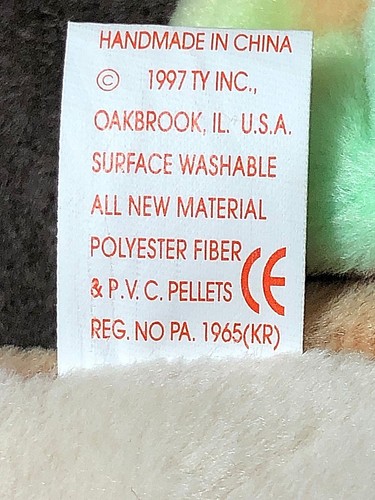 HANDMADE IN CHINA
© 1997 TY INC.,
OAKBROOK, IL. U.S.A.
SURFACE WASHABLE
ALL NEW MATERIAL
POLYESTER FIBER
& P.V.C. PELLETS CE
REG. NO PA. 1965(KR)